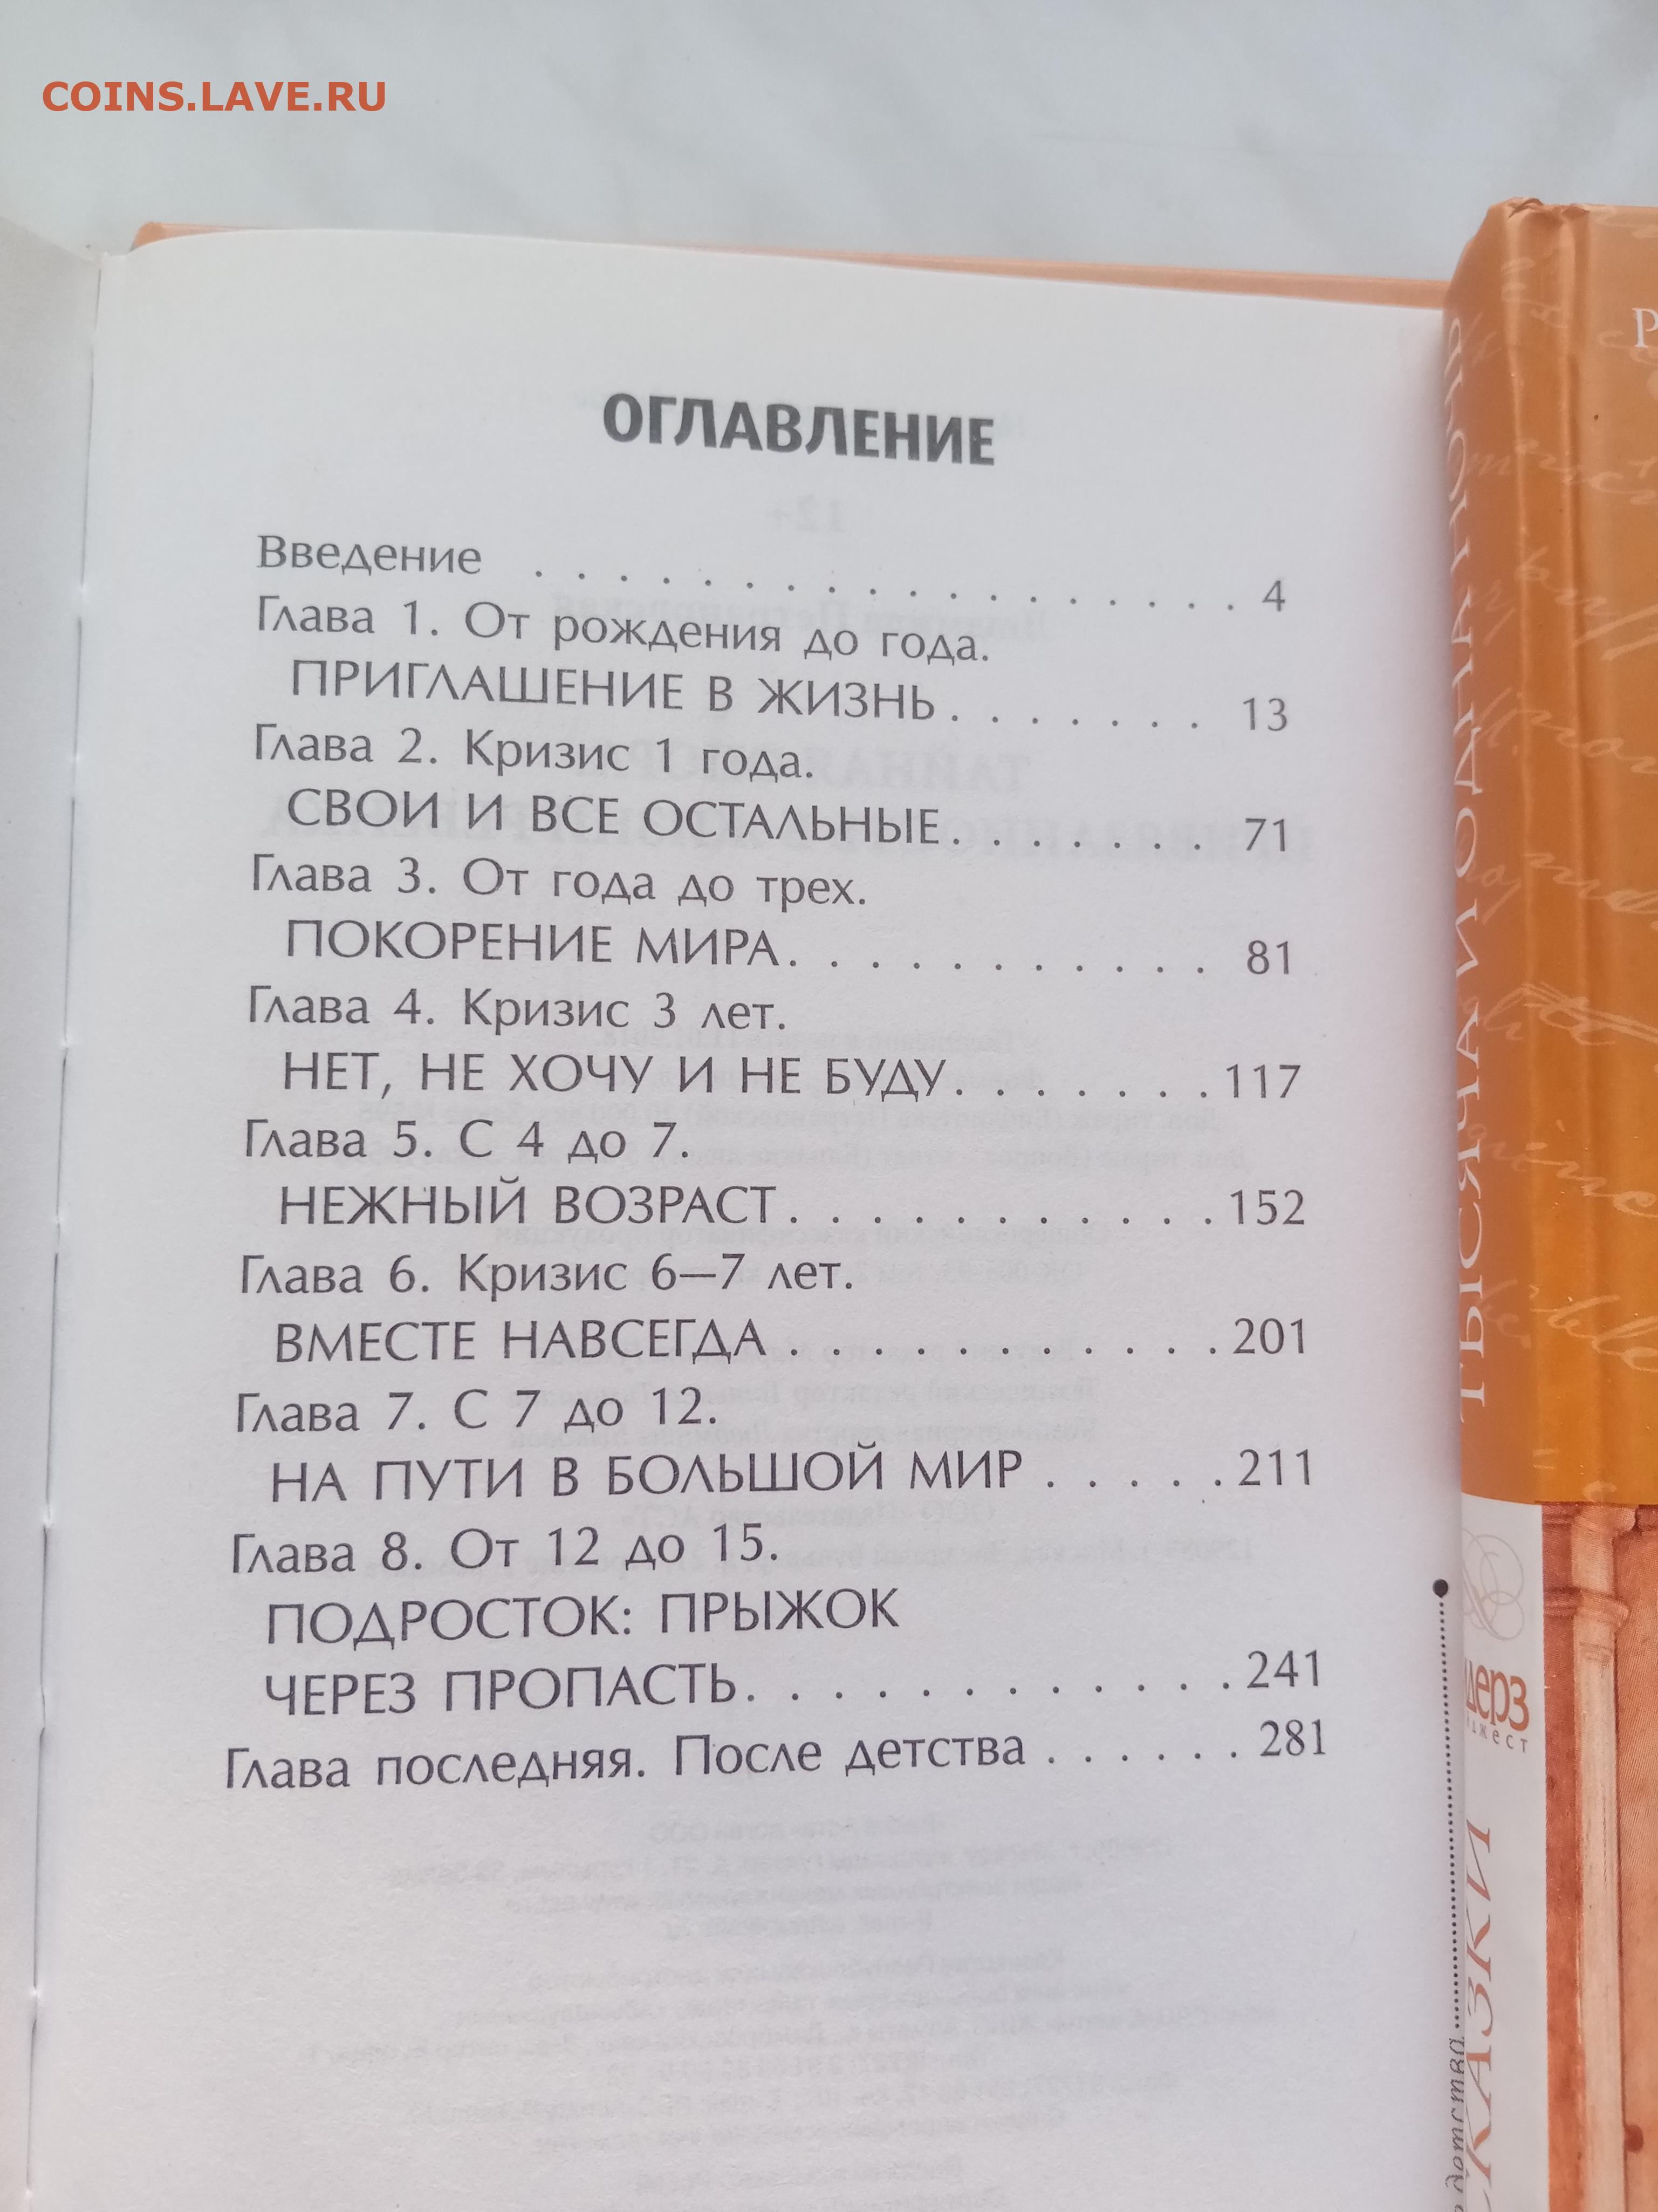 COINS.LAVE.RU
ОГЛАВЛЕНИЕ
Введение . . . . . . . . . . . . . . . . . 4
Глава 1. От рождения до года.
ПРИГЛАШЕНИЕ В ЖИЗНЬ . . . . . . . 13
Глава 2. Кризис 1 года.
СВОИ И ВСЕ ОСТАЛЬНЫЕ . . . . . . . 71
Глава 3. От года до трех.
ПОКОРЕНИЕ МИРА . . . . . . . . . . . 81
Глава 4. Кризис 3 лет.
НЕТ, НЕ ХОЧУ И НЕ БУДУ . . . . . . . 117
Глава 5. С 4 до 7.
НЕЖНЫЙ ВОЗРАСТ . . . . . . . . . . . 152
Глава 6. Кризис 6—7 лет.
ВМЕСТЕ НАВСЕГДА . . . . . . . . . . . 201
Глава 7. С 7 до 12.
НА ПУТИ В БОЛЬШОЙ МИР . . . . . 211
Глава 8. От 12 до 15.
ПОДРОСТОК: ПРЫЖОК
ЧЕРЕЗ ПРОПАСТЬ . . . . . . . . . . . . 241
Глава последняя. После детства . . . . . . 281
ТЫСЯЧА И ОДНА НОЧЬ